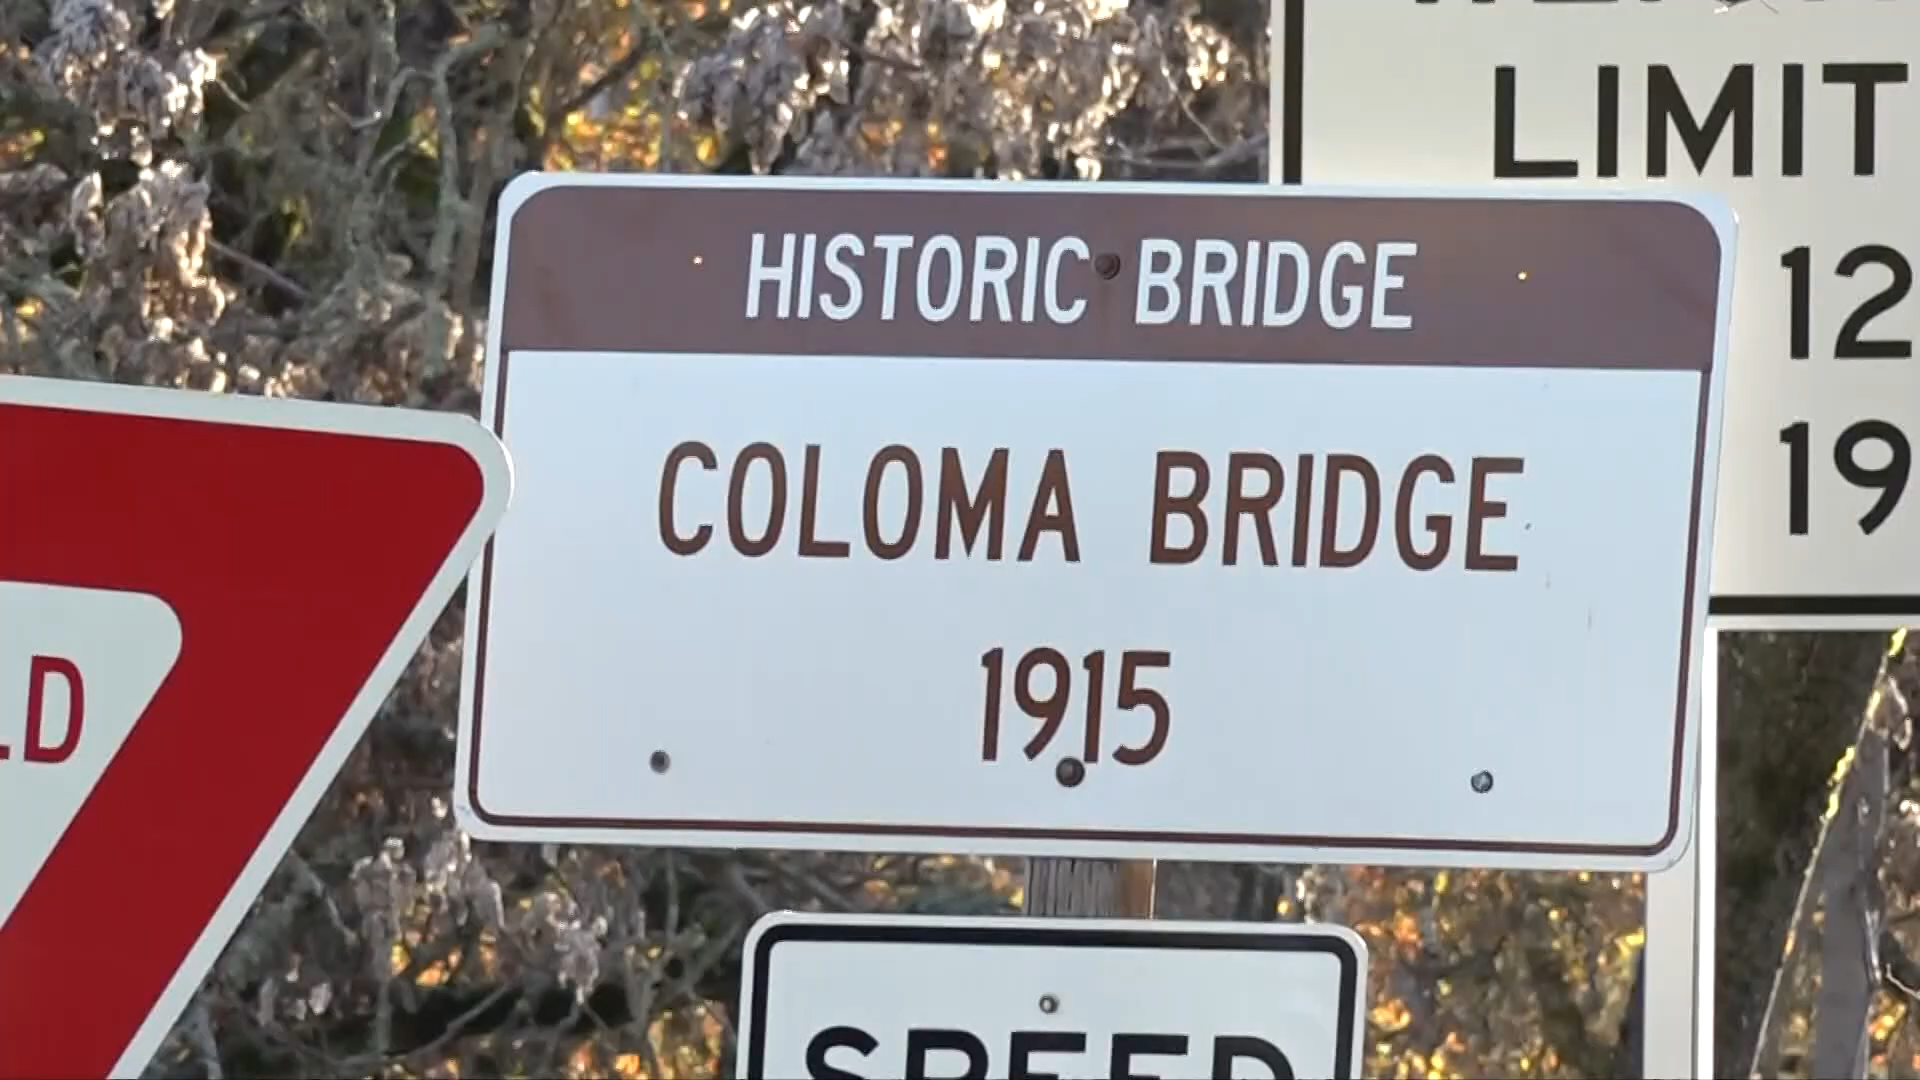 LIMIT
12
19
HISTORIC BRIDGE
COLOMA BRIDGE
1915
LD
SPEED